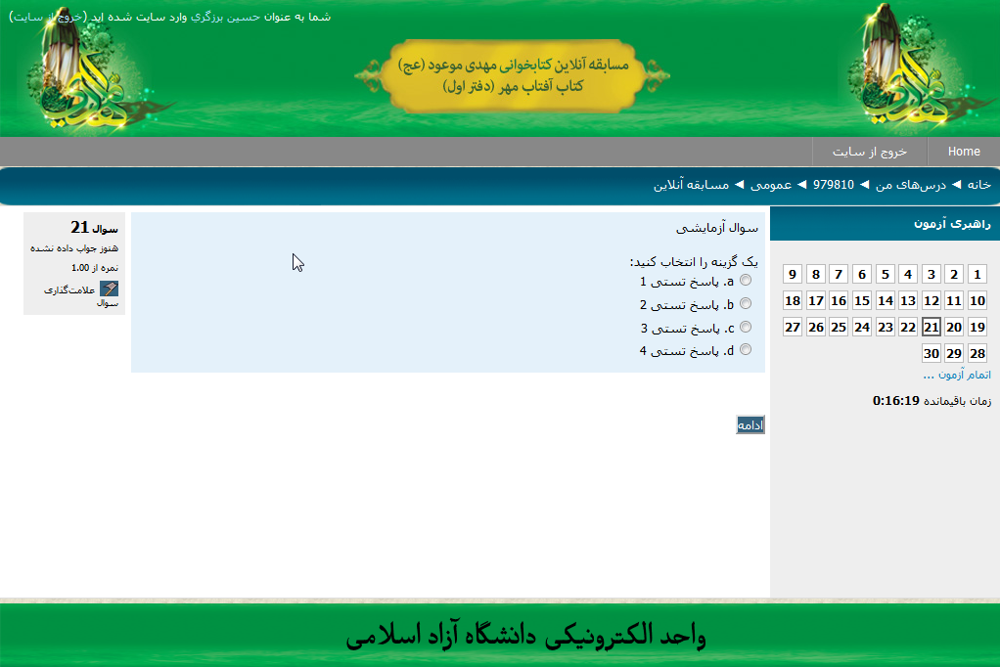 شما به عنوان حسین برزگري وارد سایت شده اید (خروج از سایت)
مسابقه آنلاین کتابخوانی مهدی موعود (عج)
کتاب آفتاب مهر (دفتر اول)
Home
خروج از سایت
خانه ◄ درس‌های من ◄ 979810 ◄ عمومی ◄ مسابقه آنلاین
راهبری آزمون
1 2 3 4 5 6 7 8 9
10 11 12 13 14 15 16 17 18
19 20 21 22 23 24 25 26 27
28 29 30
اتمام آزمون ...
زمان باقیمانده 0:16:19
سوال آزمایشی
یک گزینه را انتخاب کنید:
a. پاسخ تستی 1
b. پاسخ تستی 2
c. پاسخ تستی 3
d. پاسخ تستی 4
ادامه
سوال 21
هنوز جواب داده نشده
نمره از 1.00
علامت‌گذاری
سوال
واحد الکترونیکی دانشگاه آزاد اسلامی